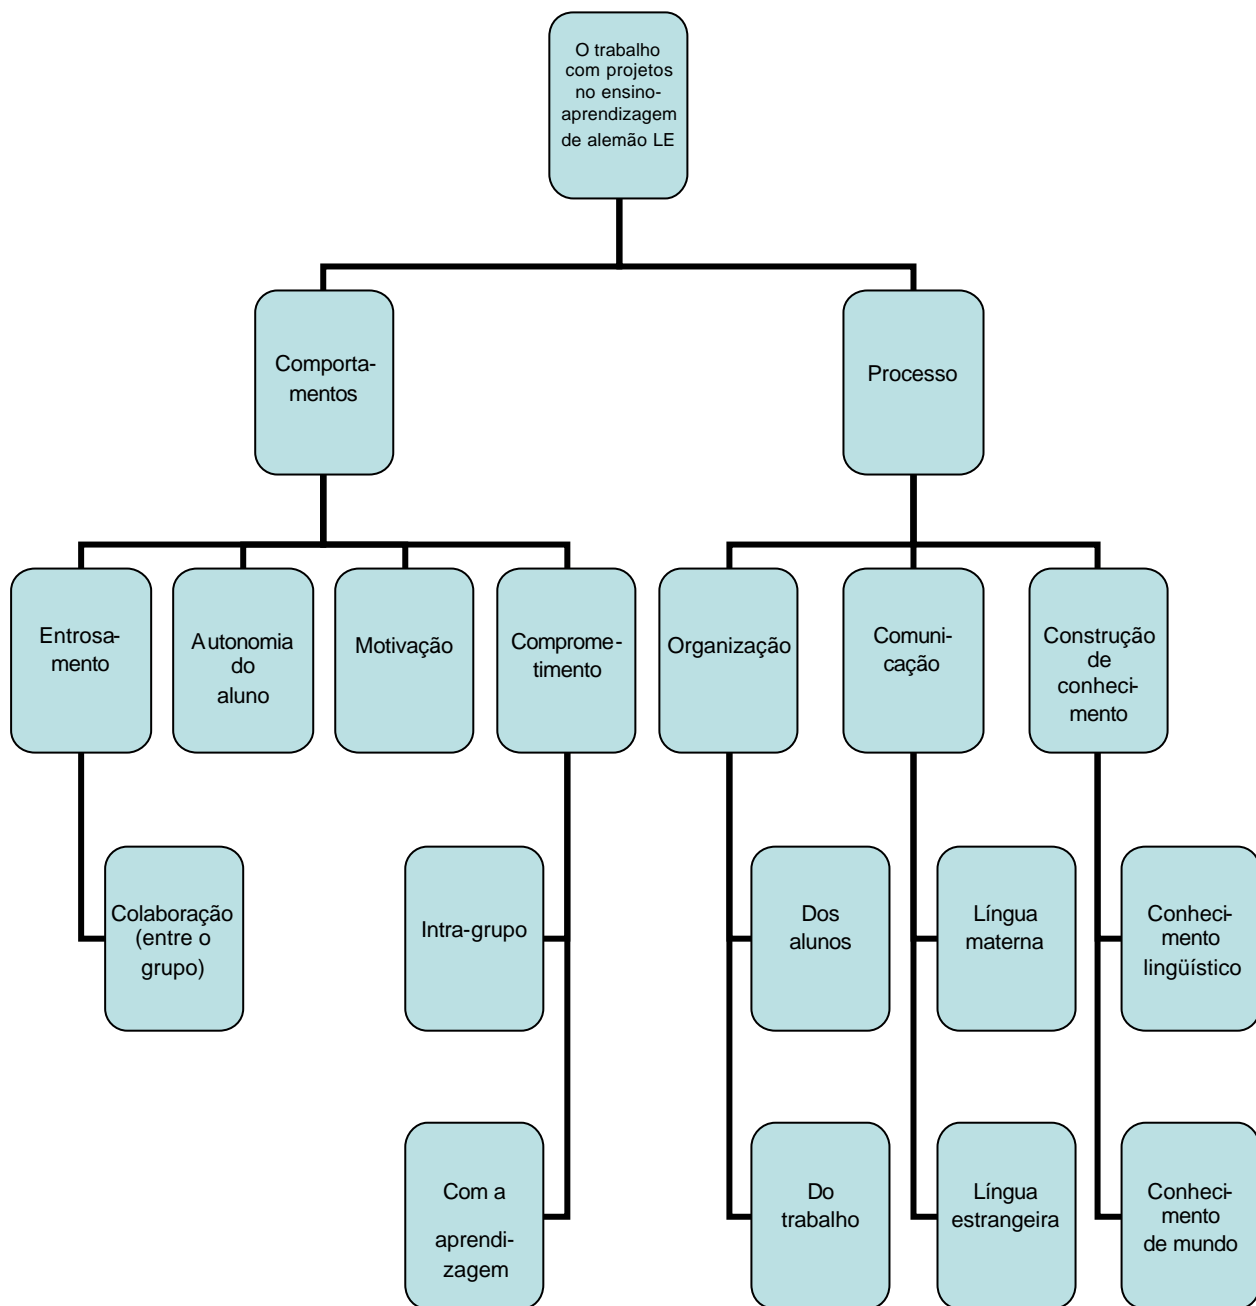 O trabalho
com projetos
no ensino-
aprendizagem
de alemão LE
Comporta-
mentos
Processo
Entrosa-
mento
Autonomia
do
aluno
Motivação
Comprome-
timento
Organização
Comuni-
cação
Construção
de
conheci-
mento
Colaboração
(entre o
grupo)
Intra-grupo
Dos
alunos
Língua
materna
Conheci-
mento
lingüístico
Com a
aprendi-
zagem
Do
trabalho
Língua
estrangeira
Conheci-
mento
de mundo